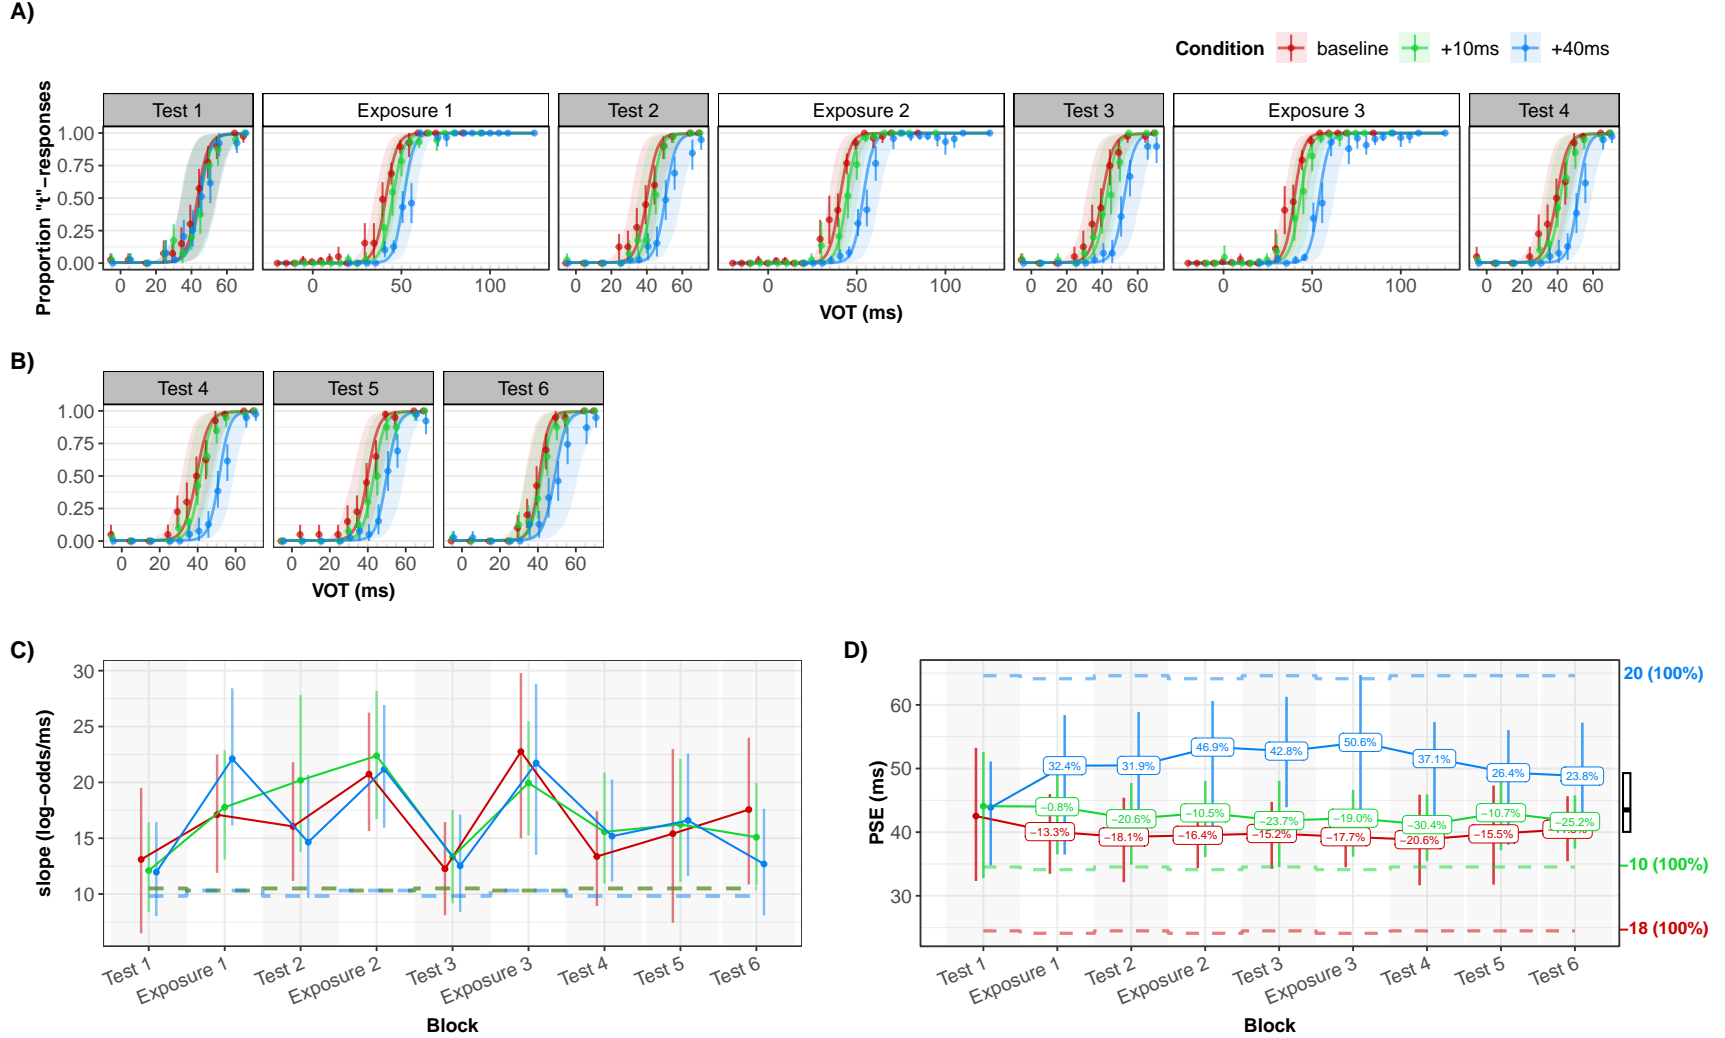 A)
Condition baseline +10ms +40ms
Proportion "t"−responses
Test 1 Exposure 1 Test 2 Exposure 2 Test 3 Exposure 3 Test 4
1.00
0.75
0.50
0.25
0.00
0 20 40 60 0 50 100 0 20 40 60 0 50 100 0 20 40 60 0 50 100 0 20 40 60
VOT (ms)
B)
Test 4 Test 5 Test 6
1.00
0.75
0.50
0.25
0.00
0 20 40 60 0 20 40 60 0 20 40 60
VOT (ms)
C)
slope (log−odds/ms)
30
25
20
15
10
Test 1 Exposure 1 Test 2 Exposure 2 Test 3 Exposure 3 Test 4 Test 5 Test 6
Block
D)
PSE (ms)
60
50
40
30
20 (100%)
−10 (100%)
−18 (100%)
32.4% 31.9% 46.9% 42.8% 50.6% 37.1% 26.4% 23.8%
−0.8% −20.6% −10.5% −23.7% −19.0% −30.4% −10.7% −25.2%
−13.3% −18.1% −16.4% −15.2% −17.7% −20.6% −15.5%
Test 1 Exposure 1 Test 2 Exposure 2 Test 3 Exposure 3 Test 4 Test 5 Test 6
Block